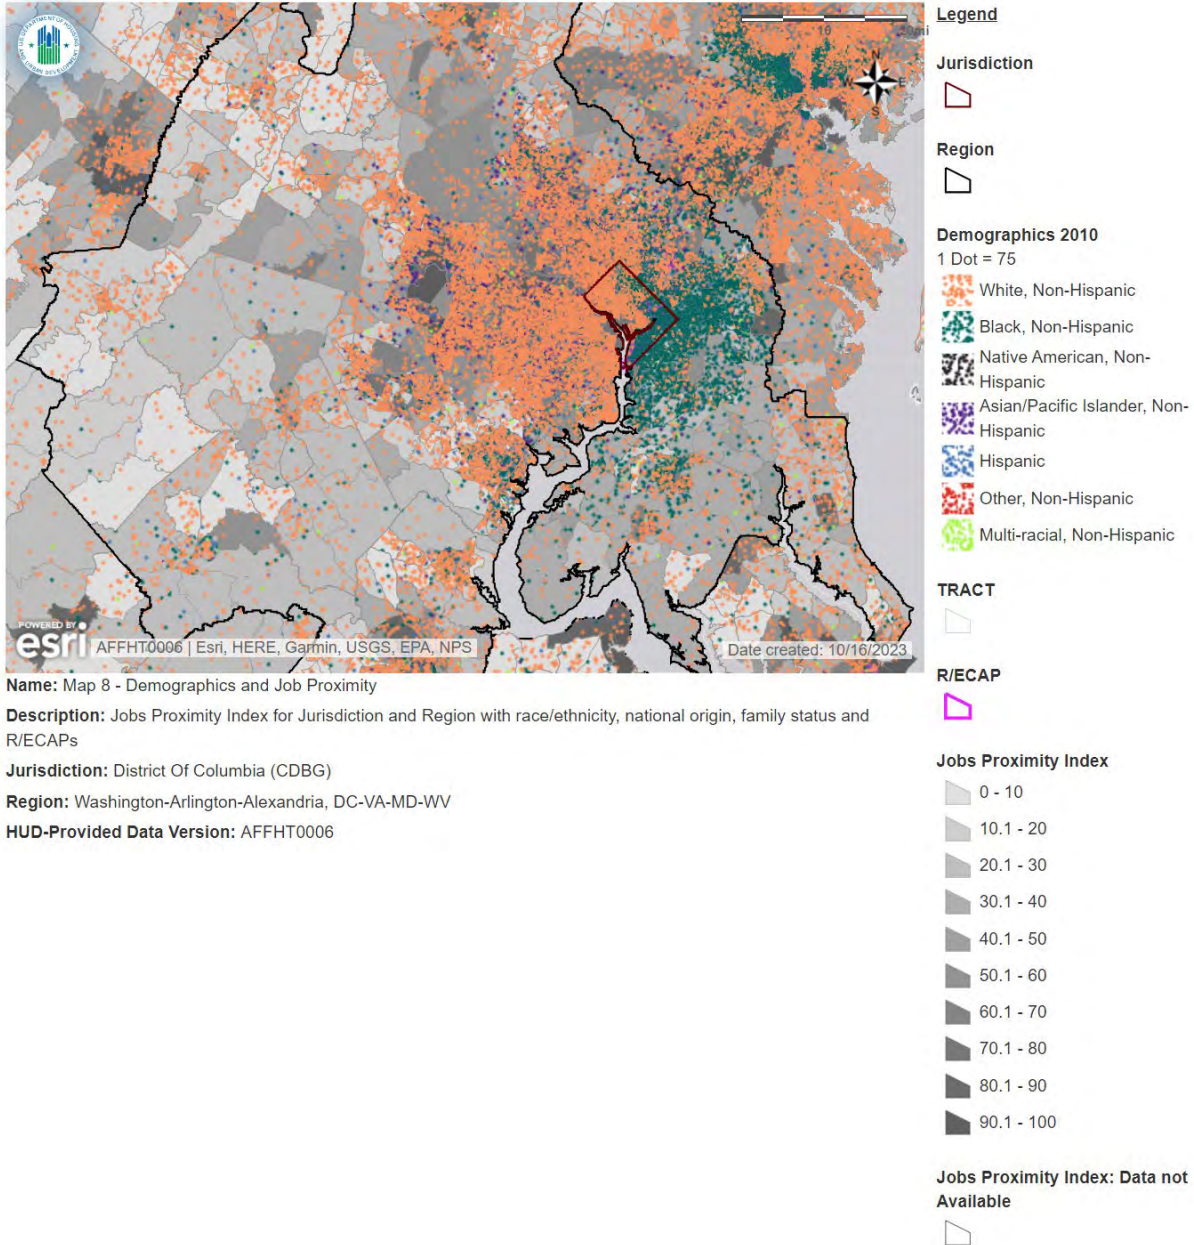 10
mi
N
E
S
POWERED BY
esri
AFFHT0006 | Esri, HERE, Garmin, USGS, EPA, NPS
Date created: 10/16/2023
Name: Map 8 - Demographics and Job Proximity
Description: Jobs Proximity Index for Jurisdiction and Region with race/ethnicity, national origin, family status and
R/ECAPs
Jurisdiction: District Of Columbia (CDBG)
Region: Washington-Arlington-Alexandria, DC-VA-MD-WV
HUD-Provided Data Version: AFFHT0006
Legend
Jurisdiction
Region
Demographics 2010
1 Dot = 75
White, Non-Hispanic
Black, Non-Hispanic
Native American, Non-
Hispanic
Asian/Pacific Islander, Non-
Hispanic
Hispanic
Other, Non-Hispanic
Multi-racial, Non-Hispanic
TRACT
R/ECAP
Jobs Proximity Index
0 - 10
10.1 - 20
20.1 - 30
30.1 - 40
40.1 - 50
50.1 - 60
60.1 - 70
70.1 - 80
80.1 - 90
90.1 - 100
Jobs Proximity Index: Data not
Available